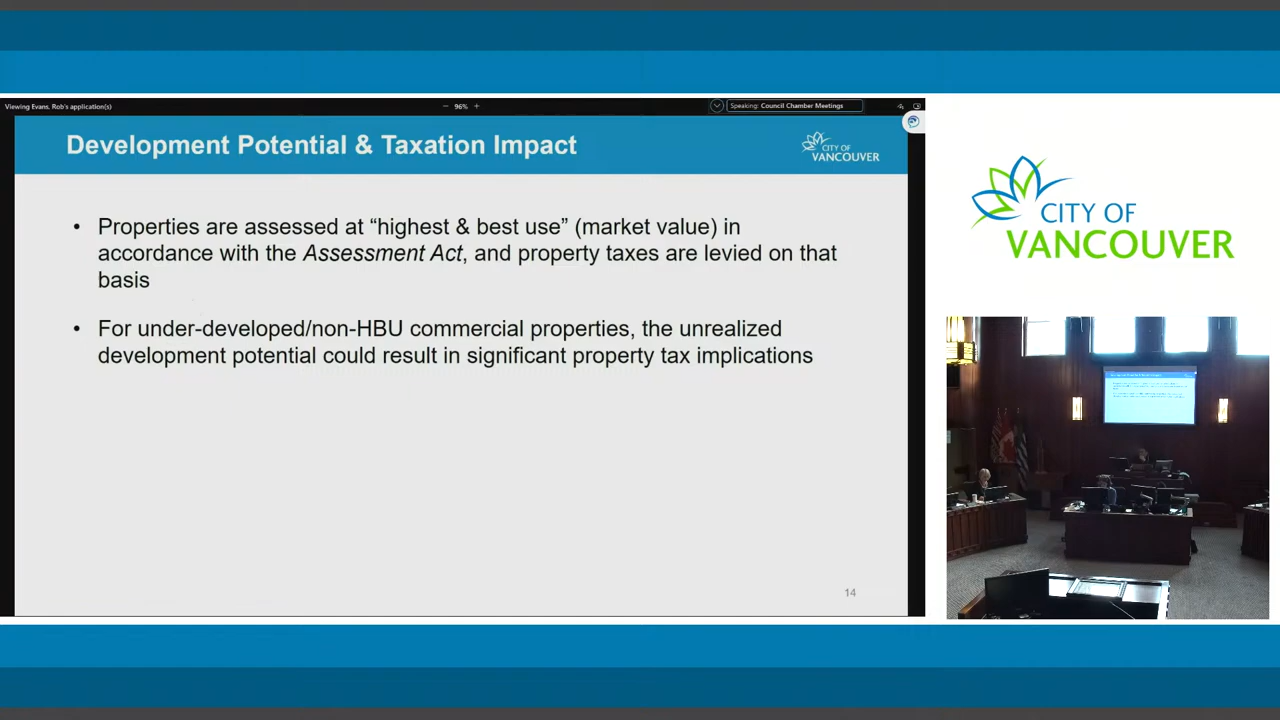 Viewing Evans, Rob's application(s)
− 96% +
Speaking: Council Chamber Meetings
Development Potential & Taxation Impact
CITY OF
VANCOUVER
• Properties are assessed at “highest & best use” (market value) in
accordance with the Assessment Act, and property taxes are levied on that
basis
• For under-developed/non-HBU commercial properties, the unrealized
development potential could result in significant property tax implications
14
CITY OF
VANCOUVER